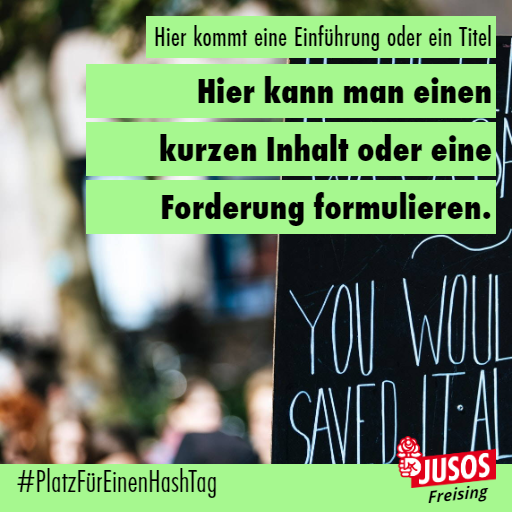 Hier kommt eine Einführung oder ein Titel
Hier kann man einen
kurzen Inhalt oder eine
Forderung formulieren.
YOU WOUL
SAVED IT·AL
#PlatzFürEinenHashTag
JUSOS
Freising